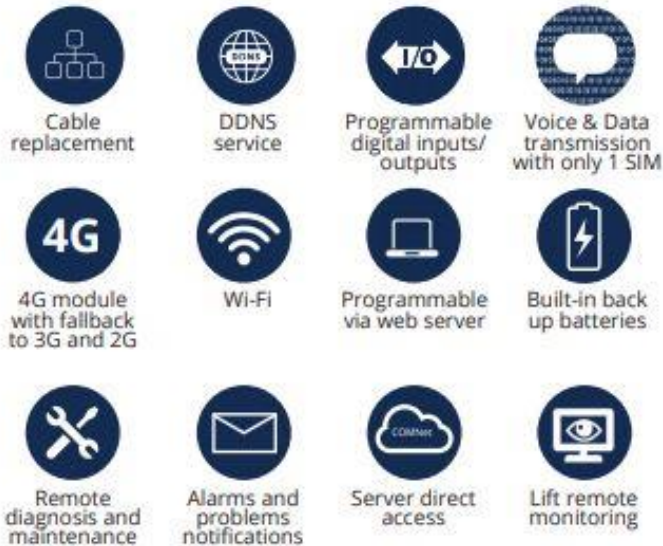 DDNS
I/O
Cable
replacement
DDNS
service
Programmable
digital inputs/
outputs
Voice & Data
transmission
with only 1 SIM
4G
4G module
with fallback
to 3G and 2G
Wi-Fi
Programmable
via web server
Built-in back
up batteries
COMNet
Remote
diagnosis and
maintenance
Alarms and
problems
notifications
Server direct
access
Lift remote
monitoring